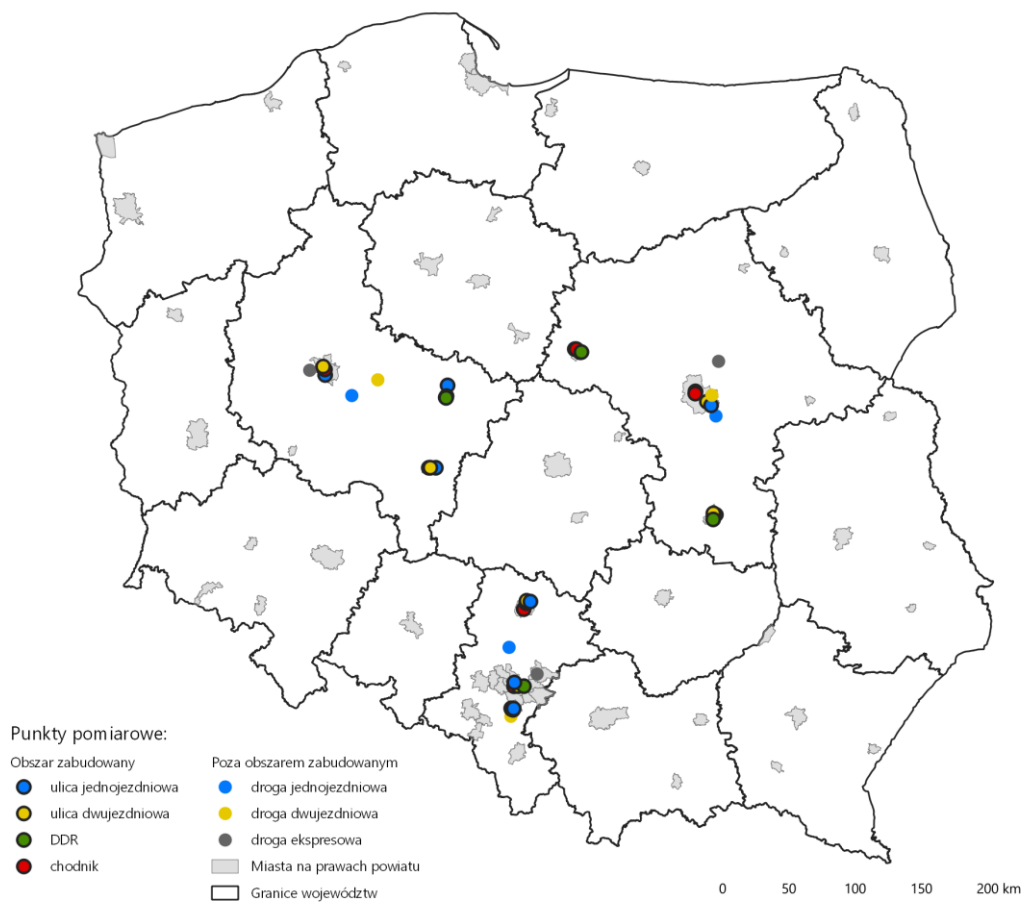 Punkty pomiarowe:
Obszar zabudowany
ulica jednojezdniowa
ulica dwujezdniowa
DDR
chodnik
Poza obszarem zabudowanym
droga jednojezdniowa
droga dwujezdniowa
droga ekspresowa
Miasta na prawach powiatu
Granice województw
0 50 100 150 200 km